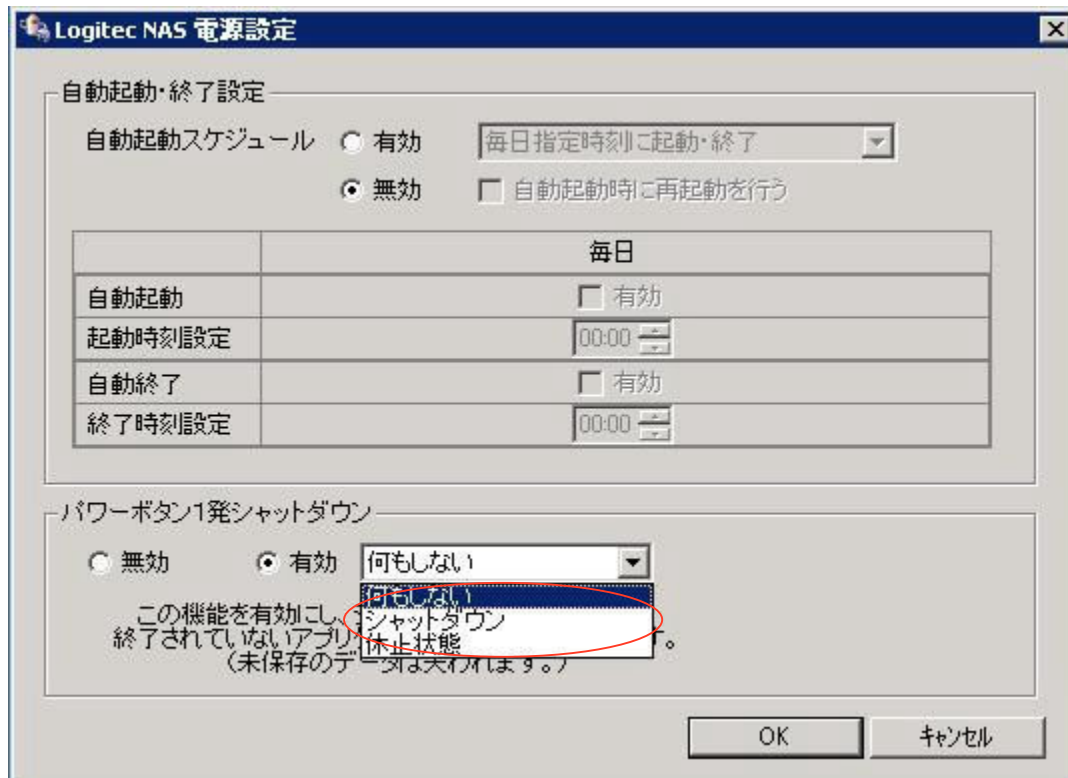 Logitec NAS 電源設定
自動起動・終了設定
自動起動スケジュール 有効 毎日指定時刻に起動・終了
無効 自動起動時に再起動を行う
毎日
自動起動 有効
起動時刻設定 00:00
自動終了 有効
終了時刻設定 00:00
パワーボタン1発シャットダウン
無効 有効 何もしない
何もしない
シャットダウン
休止状態
この機能を有効にし、
終了されていないアプリ す。
(未保存のデータは失われます。)
OK キャンセル